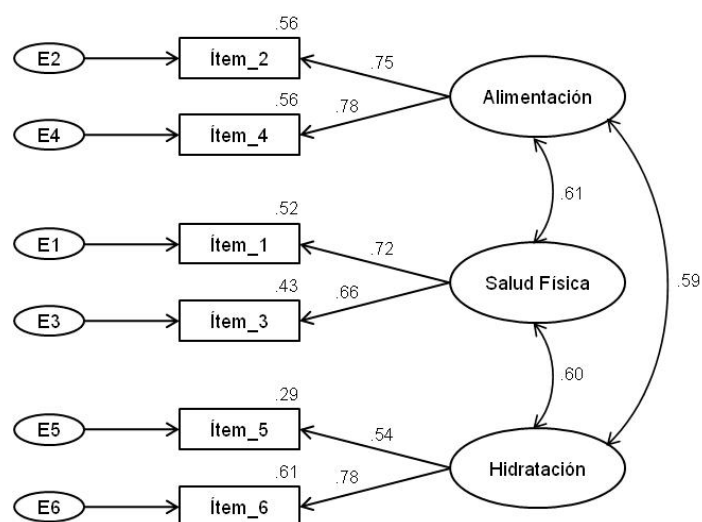 .56
E2 Ítem_2 .75 Alimentación
.56
E4 Ítem_4 .78
.61
.52
E1 Ítem_1 .72 Salud Física .59
.43
E3 Ítem_3 .66
.60
.29
E5 Ítem_5 .54 Hidratación
.61
E6 Ítem_6 .78